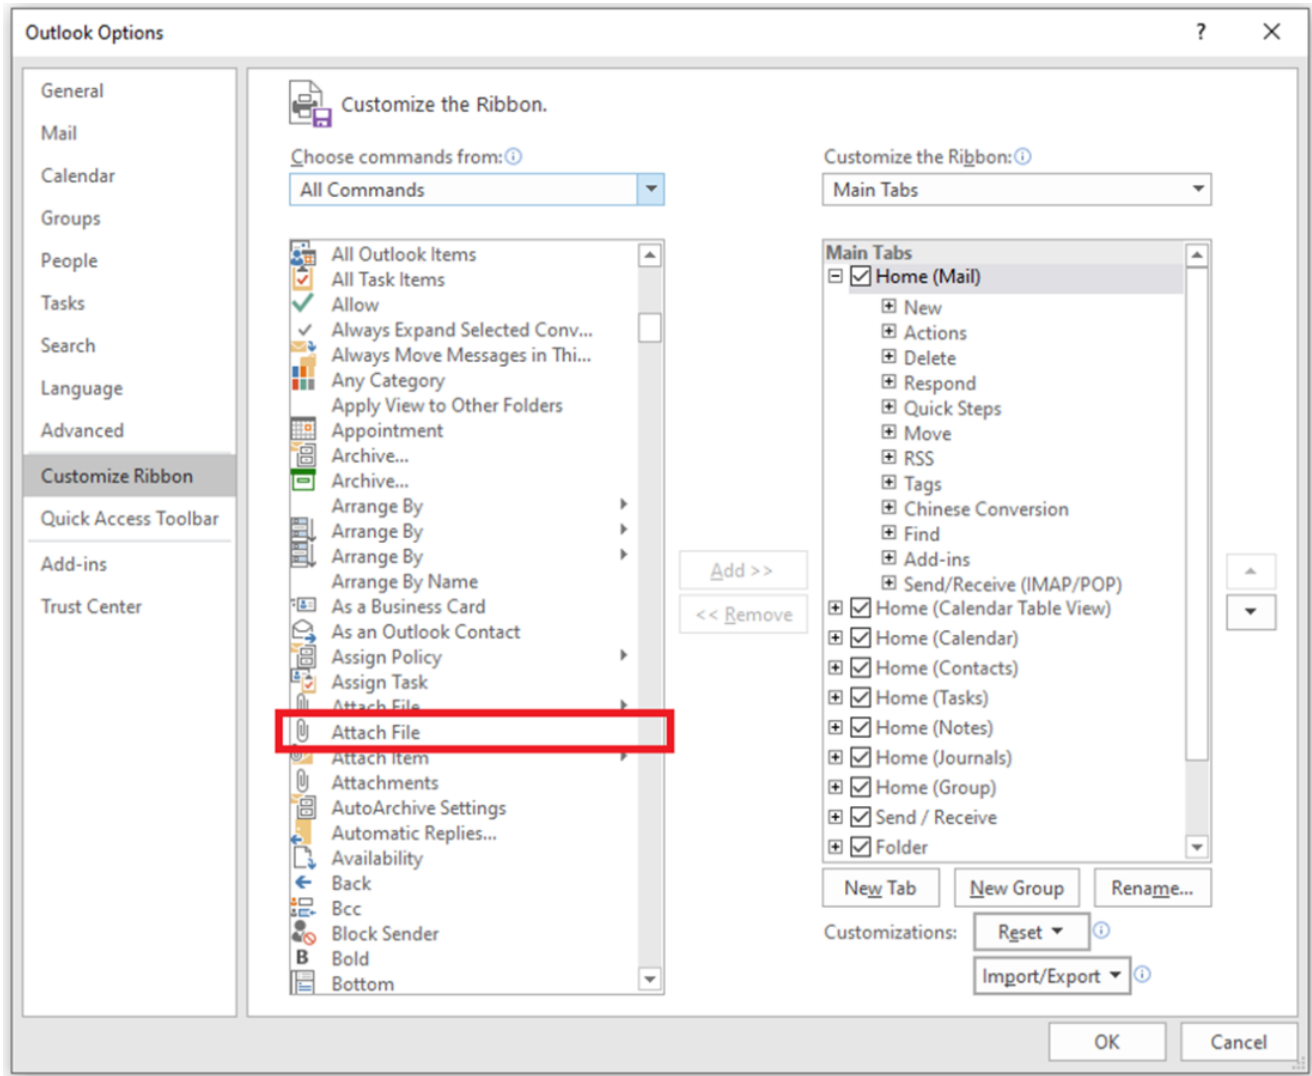 Outlook Options
?
General
Mail
Calendar
Groups
People
Tasks
Search
Language
Advanced
Customize Ribbon
Quick Access Toolbar
Add-ins
Trust Center
Customize the Ribbon.
Choose commands from:
All Commands
All Outlook Items
All Task Items
Allow
Always Expand Selected Conv...
Always Move Messages in Thi...
Any Category
Apply View to Other Folders
Appointment
Archive...
Archive...
Arrange By
Arrange By
Arrange By
Arrange By Name
As a Business Card
As an Outlook Contact
Assign Policy
Assign Task
Attach File
Attach File
Attach Item
Attachments
AutoArchive Settings
Automatic Replies...
Availability
Back
Bcc
Block Sender
B Bold
Bottom
Add >>
<< Remove
Customize the Ribbon:
Main Tabs
Main Tabs
Home (Mail)
New
Actions
Delete
Respond
Quick Steps
Move
RSS
Tags
Chinese Conversion
Find
Add-ins
Send/Receive (IMAP/POP)
Home (Calendar Table View)
Home (Calendar)
Home (Contacts)
Home (Tasks)
Home (Notes)
Home (Journals)
Home (Group)
Send / Receive
Folder
New Tab
New Group
Rename...
Customizations:
Reset
Import/Export
OK
Cancel